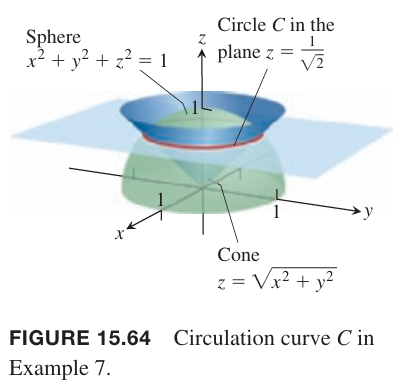 Sphere
x² + y² + z² = 1
Circle C in the
plane z = 1/√2
z
1
1
1
x
y
Cone
z = √(x² + y²)
FIGURE 15.64 Circulation curve C in
Example 7.